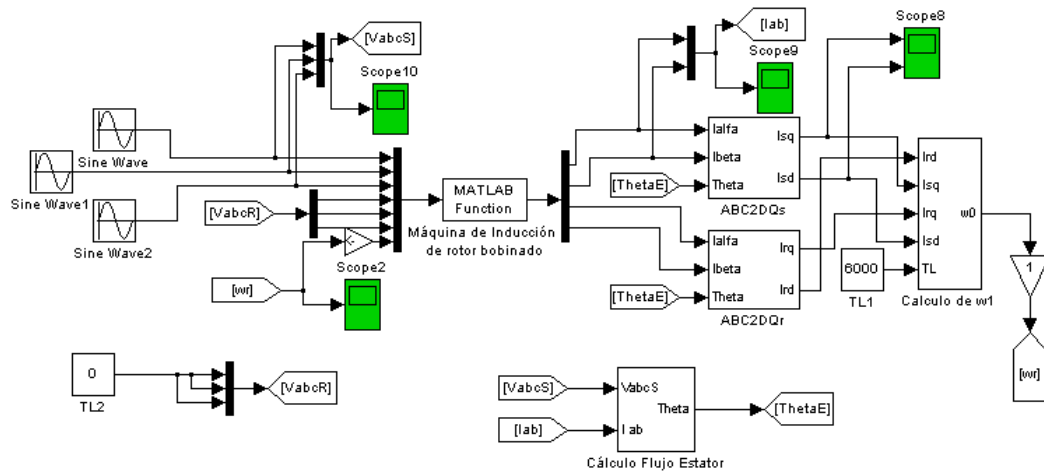 [VabcS]
Scope10
Sine Wave
Sine Wave1
Sine Wave2
[VabcR]
[wr]
Scope2
MATLAB
Function
Máquina de Inducción
de rotor bobinado
[Iab]
Scope9
Scope8
Ialfa
Ibeta
Theta
Isq
Isd
ABC2DQs
[ThetaE]
Ialfa
Ibeta
Theta
Irq
Ird
ABC2DQr
[ThetaE]
6000
TL1
Ird
Isq
Irq
Isd
TL
w0
Calculo de w1
1
[wr]
0
TL2
[VabcR]
[VabcS]
[Iab]
VabcS
Theta
I ab
[ThetaE]
Cálculo Flujo Estator